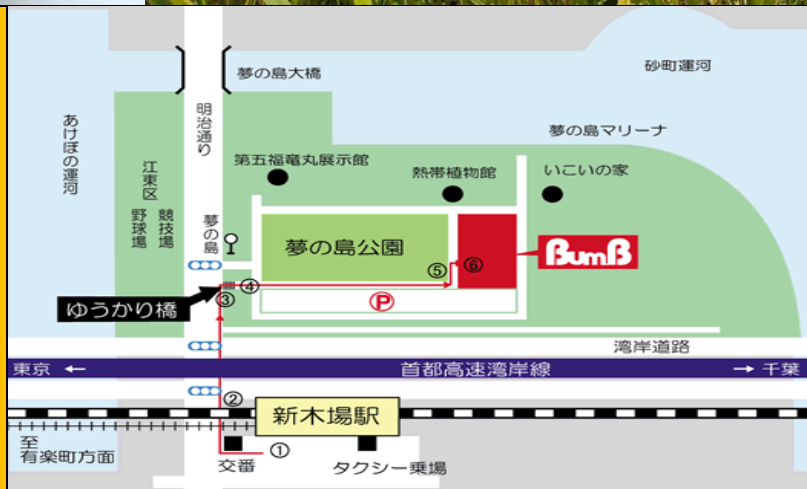 夢の島大橋
砂町運河
あけぼの運河
明治通り
夢の島マリーナ
江東区
野球場
競技場
第五福竜丸展示館
熱帯植物館
いこいの家
夢の島
夢の島公園
BumB
⑤
⑥
③
④
P
ゆうかり橋
湾岸道路
東京 ←
首都高速湾岸線
→ 千葉
②
新木場駅
至
有楽町方面
交番
①
タクシー乗場